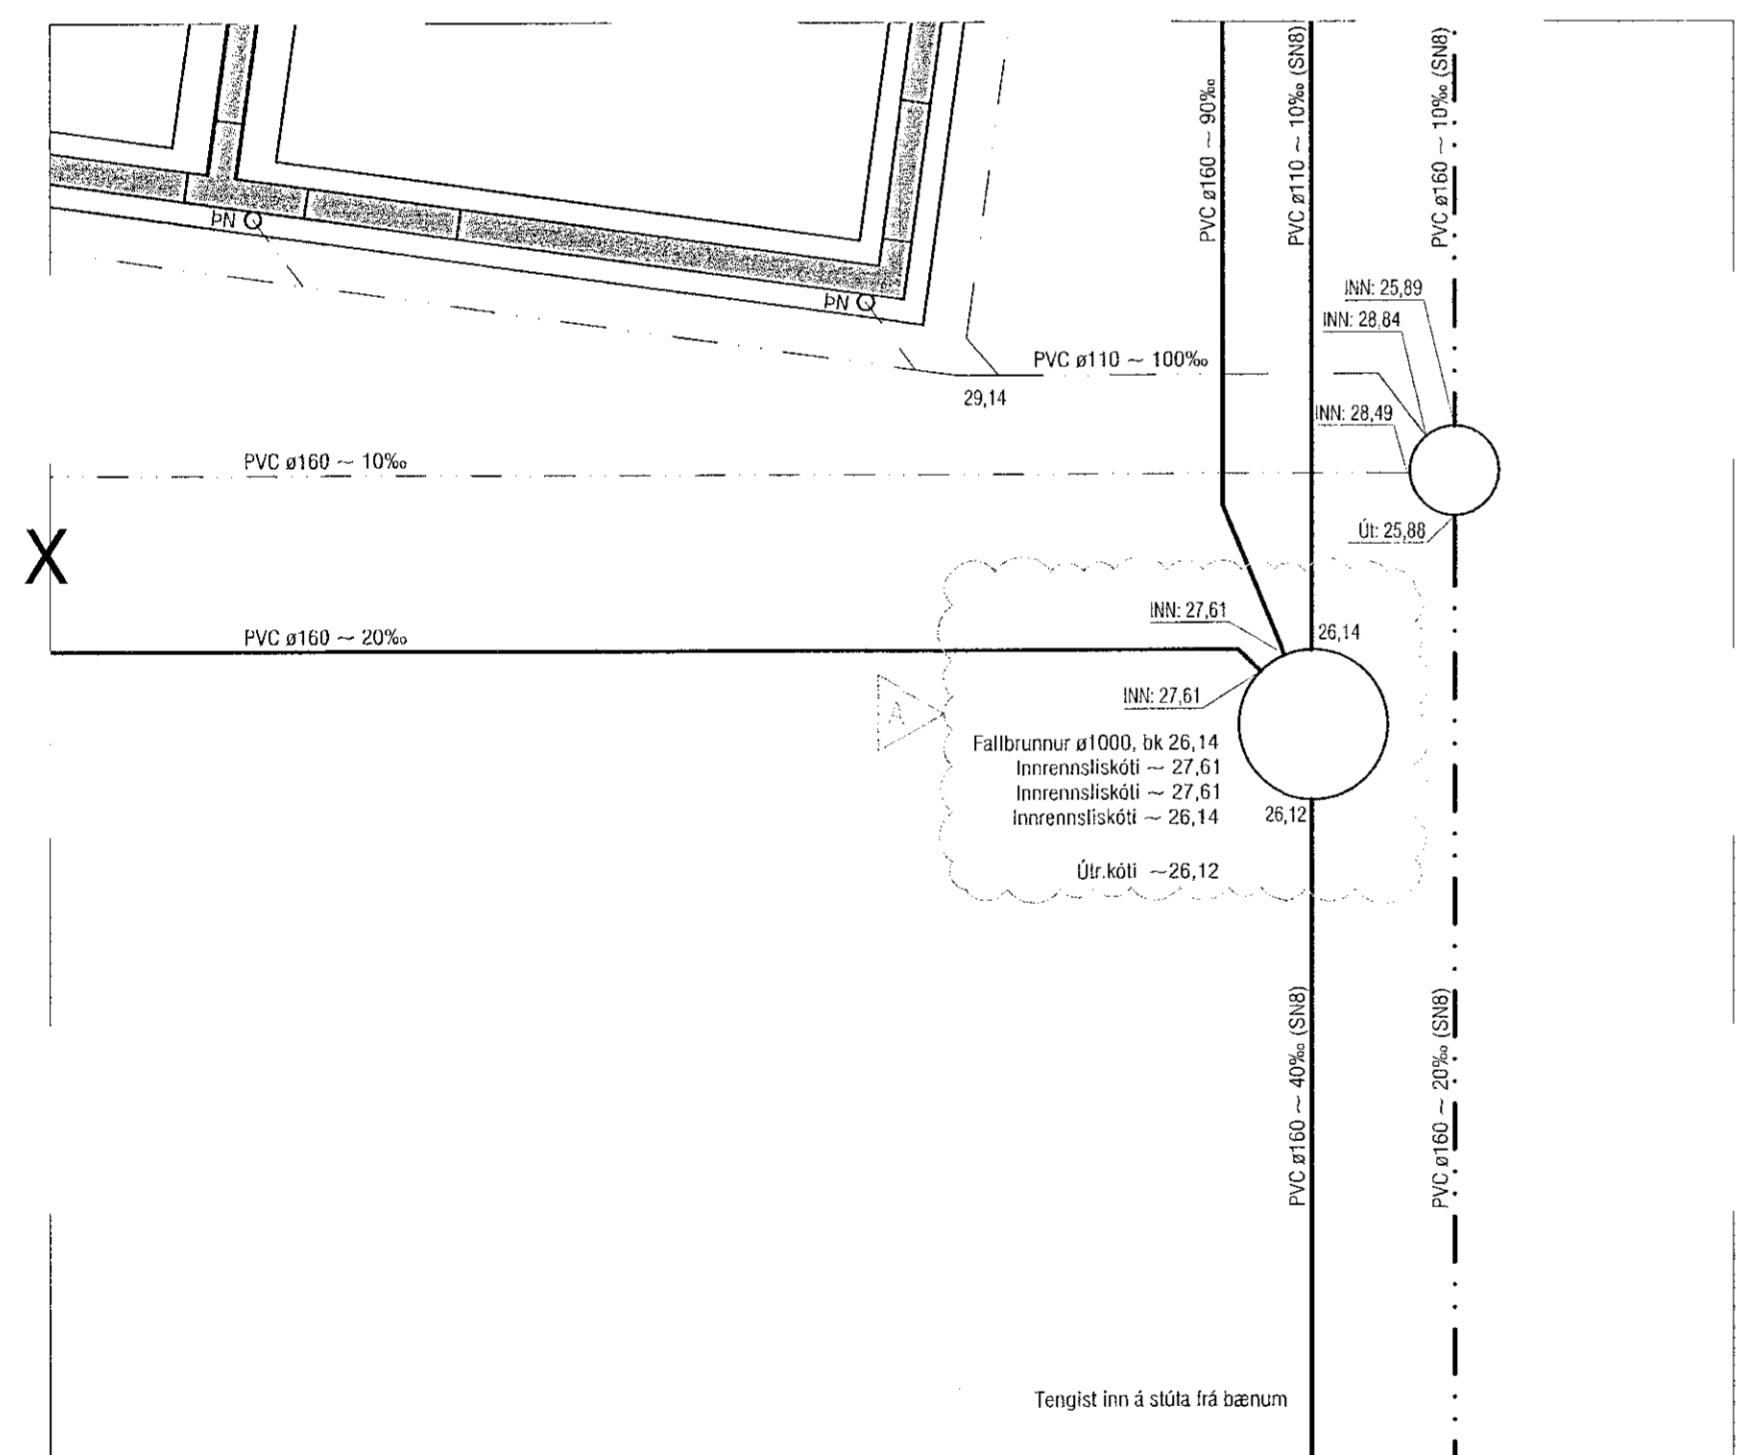 PVC ø160 ~ 90‰
PVC ø110 ~ 10‰ (SN8)
PVC ø160 ~ 10‰ (SN8)
ÞN
ÞN
INN: 25,89
INN: 28,84
PVC ø110 ~ 100‰
29,14
INN: 28,49
PVC ø160 ~ 10‰
Út: 25,88
X
INN: 27,61
26,14
PVC ø160 ~ 20‰
INN: 27,61
A
Fallbrunnur ø1000, bk 26,14
Innrennsliskóti ~ 27,61
Innrennsliskóti ~ 27,61
Innrennsliskóti ~ 26,14
26,12
Útr.kóti ~26,12
PVC ø160 ~ 40‰ (SN8)
PVC ø160 ~ 20‰ (SN8)
Tengist inn á stúta frá bænum